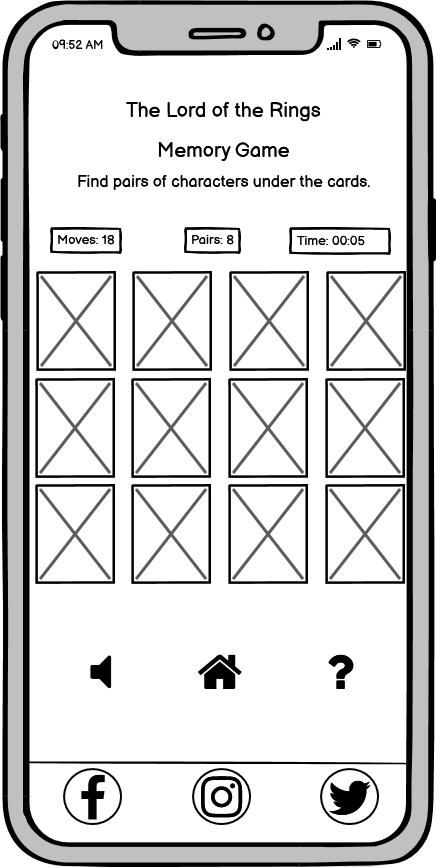 09:52 AM
The Lord of the Rings
Memory Game
Find pairs of characters under the cards.
Moves: 18
Pairs: 8
Time: 00:05